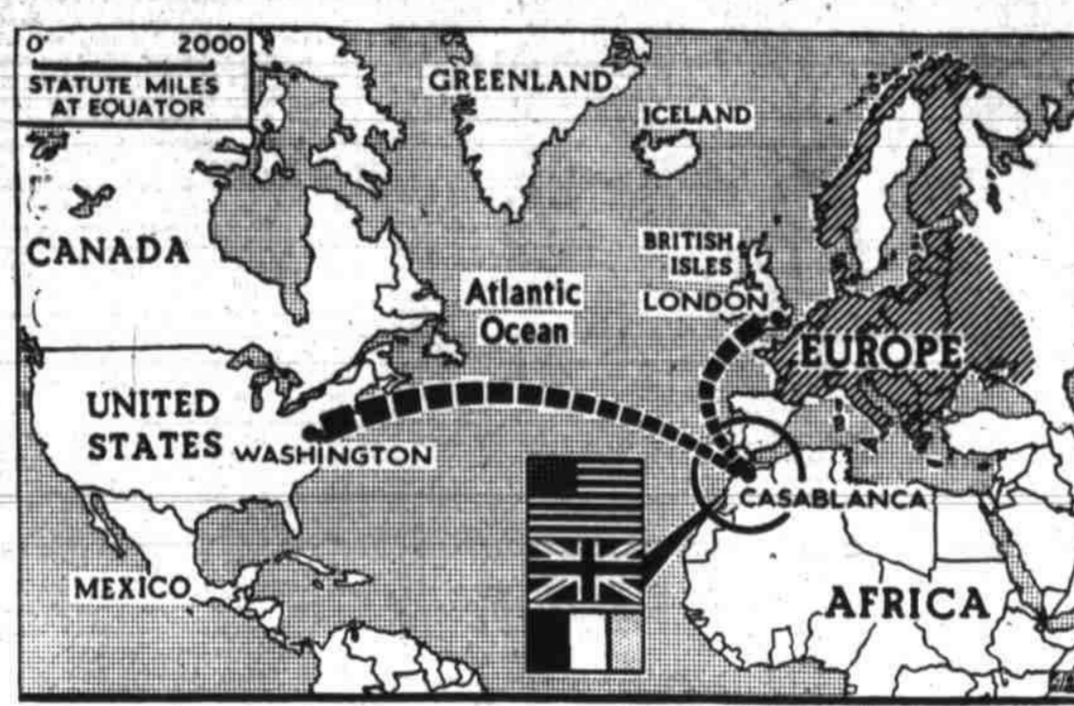 0° 2000
STATUTE MILES
AT EQUATOR
GREENLAND
ICELAND
CANADA
BRITISH
ISLES
LONDON
Atlantic
Ocean
EUROPE
UNITED
STATES
WASHINGTON
CASABLANCA
MEXICO
AFRICA